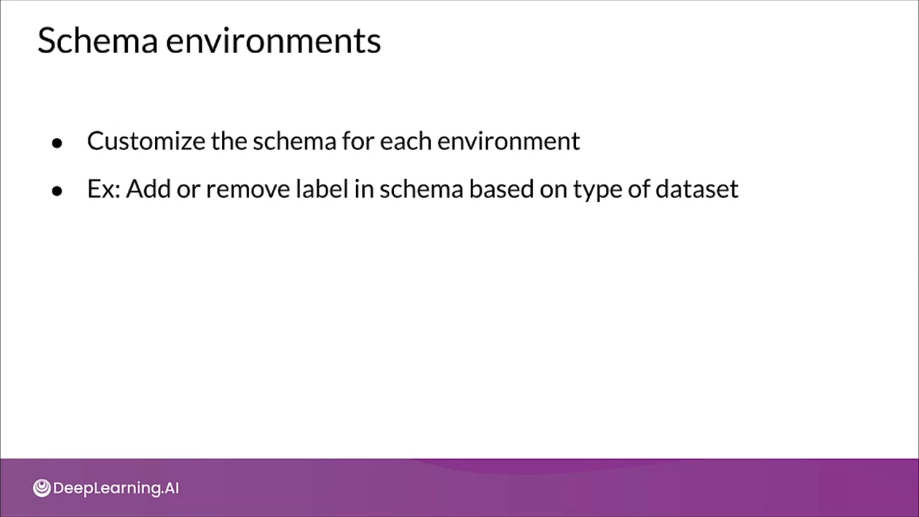 Schema environments
● Customize the schema for each environment
● Ex: Add or remove label in schema based on type of dataset
DeepLearning.AI